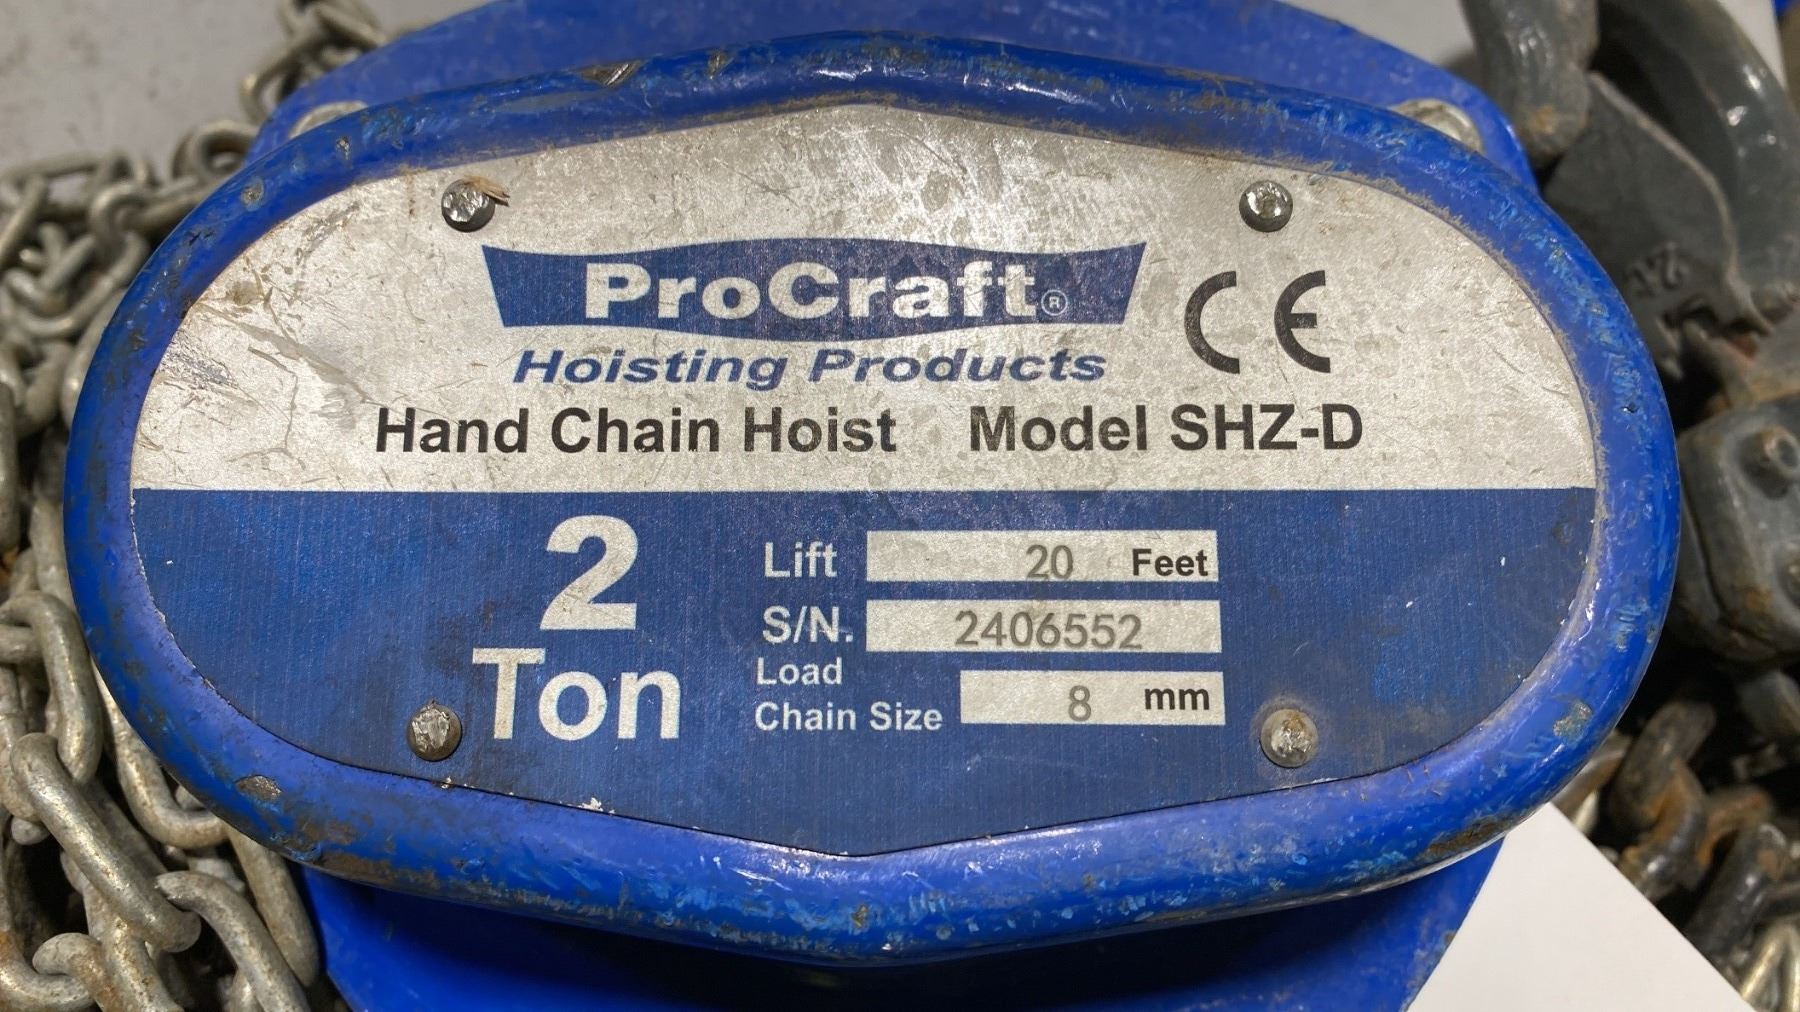 ProCraft®
Hoisting Products
CE
Hand Chain Hoist Model SHZ-D
2
Ton
Lift 20 Feet
S/N. 2406552
Load
Chain Size 8 mm